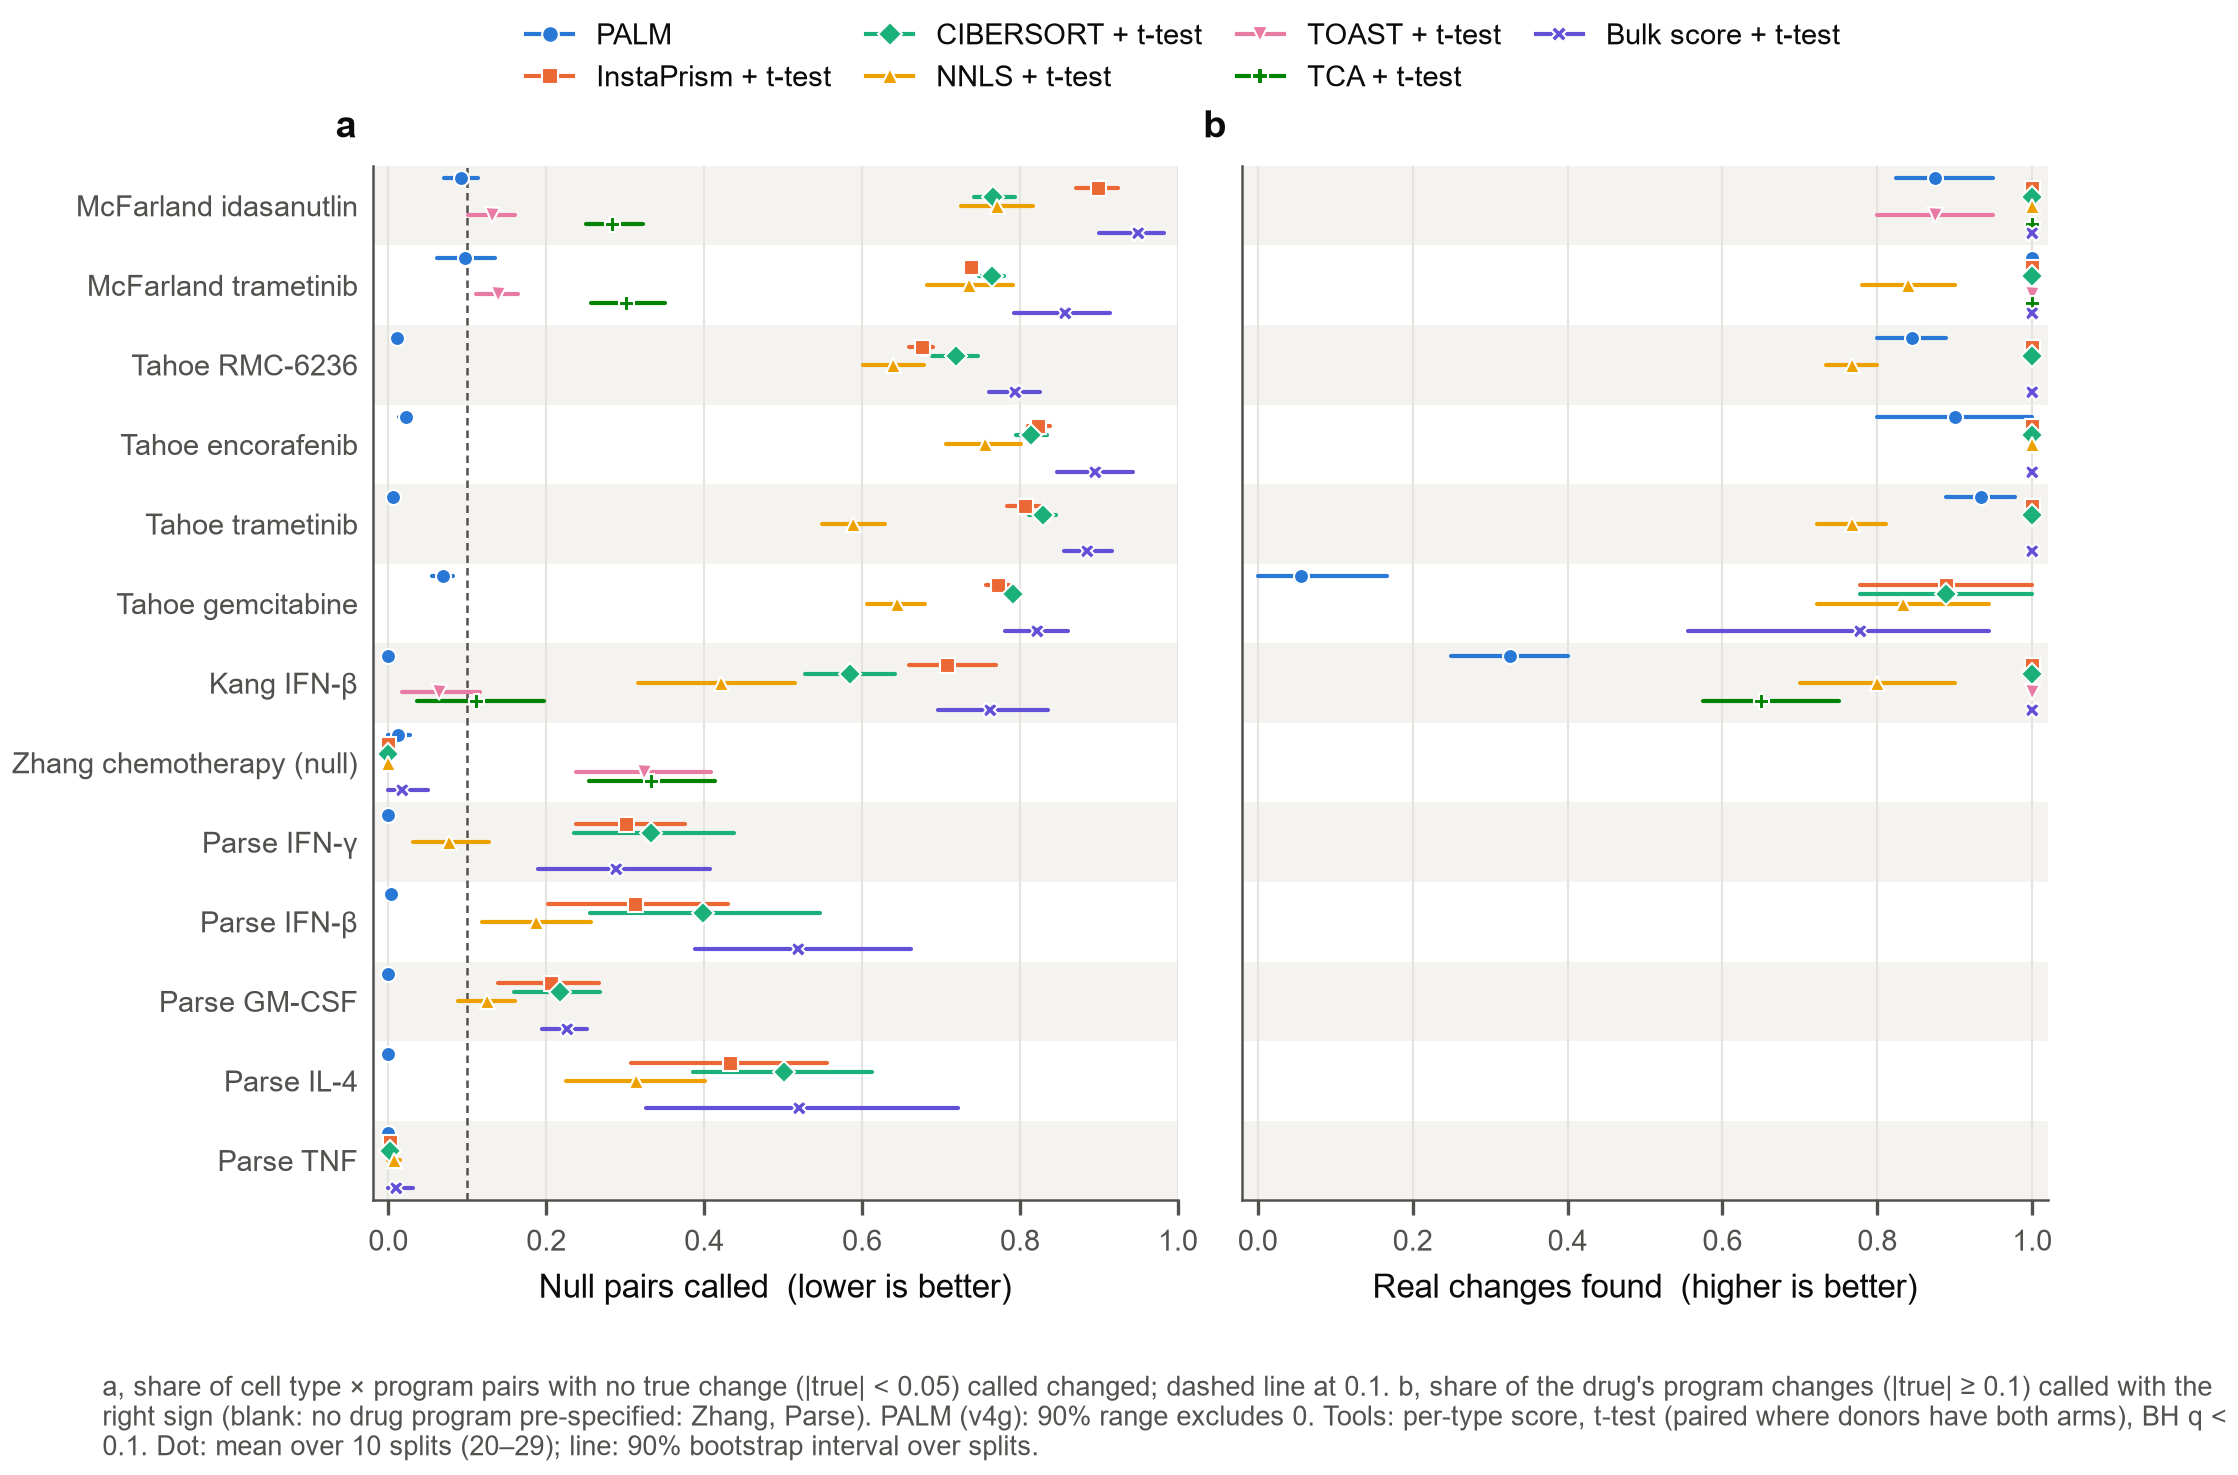 PALM
CIBERSORT + t-test
TOAST + t-test
Bulk score + t-test
InstaPrism + t-test
NNLS + t-test
TCA + t-test
a
b
McFarland idasanutlin
McFarland trametinib
Tahoe RMC-6236
Tahoe encorafenib
Tahoe trametinib
Tahoe gemcitabine
Kang IFN-β
Zhang chemotherapy (null)
Parse IFN-γ
Parse IFN-β
Parse GM-CSF
Parse IL-4
Parse TNF
0.0 0.2 0.4 0.6 0.8 1.0
0.0 0.2 0.4 0.6 0.8 1.0
Null pairs called (lower is better)
Real changes found (higher is better)
a, share of cell type × program pairs with no true change (|true| < 0.05) called changed; dashed line at 0.1. b, share of the drug's program changes (|true| ≥ 0.1) called with the
right sign (blank: no drug program pre-specified: Zhang, Parse). PALM (v4g): 90% range excludes 0. Tools: per-type score, t-test (paired where donors have both arms), BH q <
0.1. Dot: mean over 10 splits (20–29); line: 90% bootstrap interval over splits.